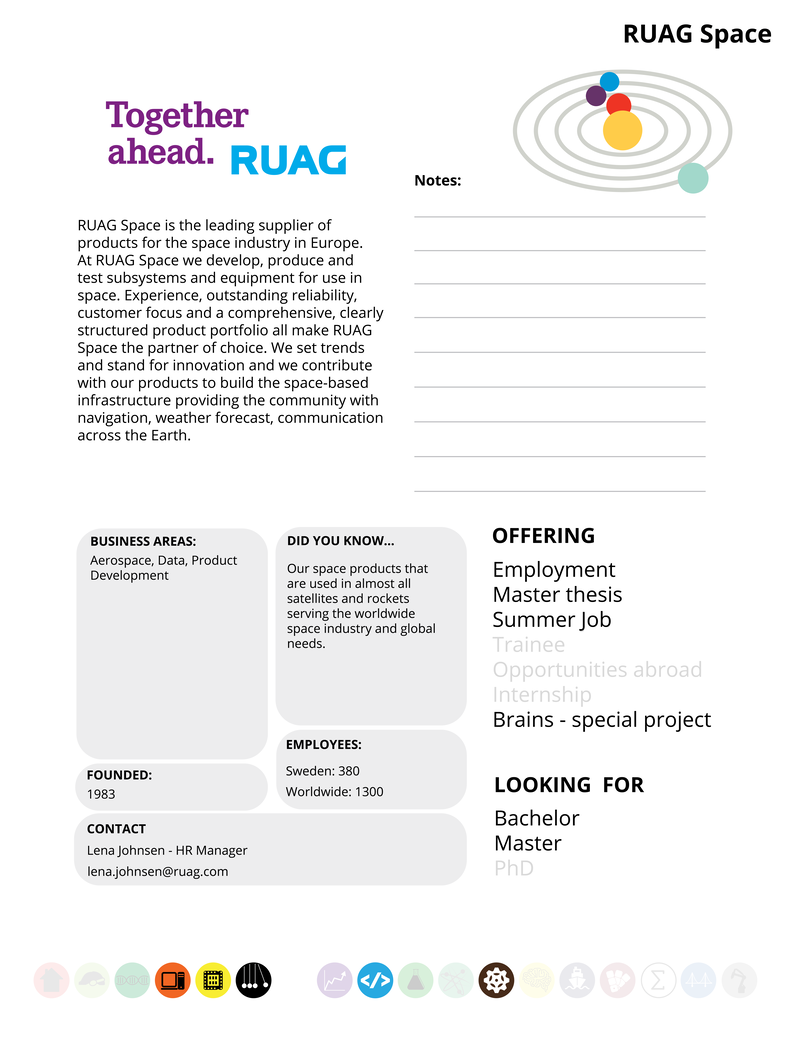 RUAG Space
Together
ahead.
RUAG
Notes:
RUAG Space is the leading supplier of
products for the space industry in Europe.
At RUAG Space we develop, produce and
test subsystems and equipment for use in
space. Experience, outstanding reliability,
customer focus and a comprehensive, clearly
structured product portfolio all make RUAG
Space the partner of choice. We set trends
and stand for innovation and we contribute
with our products to build the space-based
infrastructure providing the community with
navigation, weather forecast, communication
across the Earth.
BUSINESS AREAS:
Aerospace, Data, Product
Development
DID YOU KNOW...
Our space products that
are used in almost all
satellites and rockets
serving the worldwide
space industry and global
needs.
EMPLOYEES:
Sweden: 380
Worldwide: 1300
FOUNDED:
1983
CONTACT
Lena Johnsen - HR Manager
lena.johnsen@ruag.com
OFFERING
Employment
Master thesis
Summer Job
Trainee
Opportunities abroad
Internship
Brains - special project
LOOKING FOR
Bachelor
Master
PhD